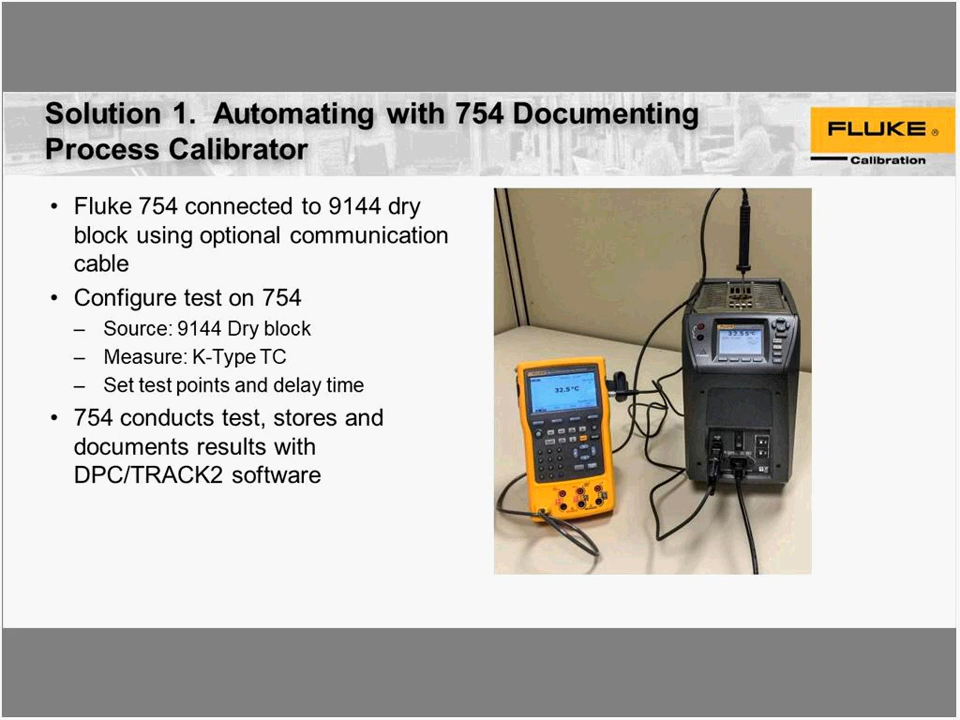 Solution 1. Automating with 754 Documenting
Process Calibrator
FLUKE ®
Calibration
• Fluke 754 connected to 9144 dry
block using optional communication
cable
• Configure test on 754
– Source: 9144 Dry block
– Measure: K-Type TC
– Set test points and delay time
• 754 conducts test, stores and
documents results with
DPC/TRACK2 software
32.5°C